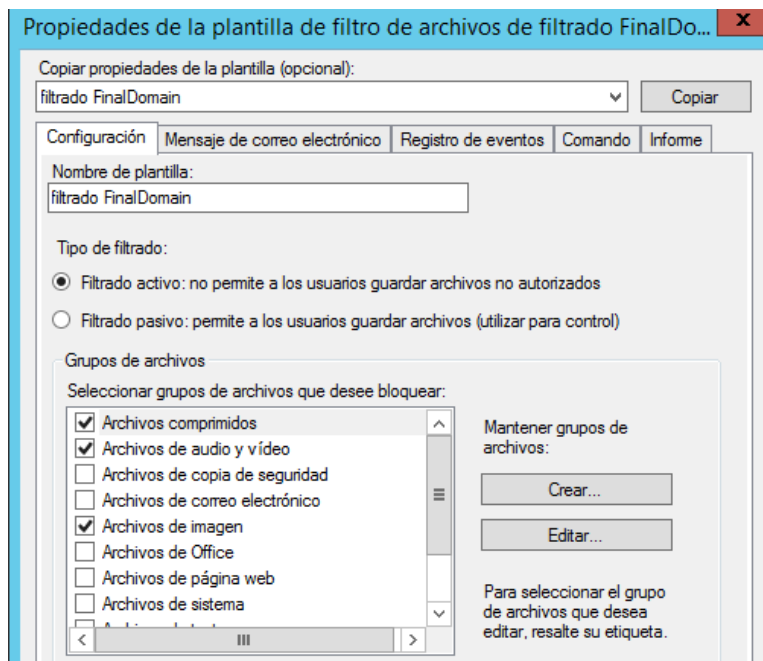 Propiedades de la plantilla de filtro de archivos de filtrado FinalDo...
x
Copiar propiedades de la plantilla (opcional):
filtrado FinalDomain
Copiar
Configuración
Mensaje de correo electrónico
Registro de eventos
Comando
Informe
Nombre de plantilla:
filtrado FinalDomain
Tipo de filtrado:
Filtrado activo: no permite a los usuarios guardar archivos no autorizados
Filtrado pasivo: permite a los usuarios guardar archivos (utilizar para control)
Grupos de archivos
Seleccionar grupos de archivos que desee bloquear:
Archivos comprimidos
Archivos de audio y vídeo
Archivos de copia de seguridad
Archivos de correo electrónico
Archivos de imagen
Archivos de Office
Archivos de página web
Archivos de sistema
Mantener grupos de
archivos:
Crear...
Editar...
Para seleccionar el grupo
de archivos que desea
editar, resalte su etiqueta.